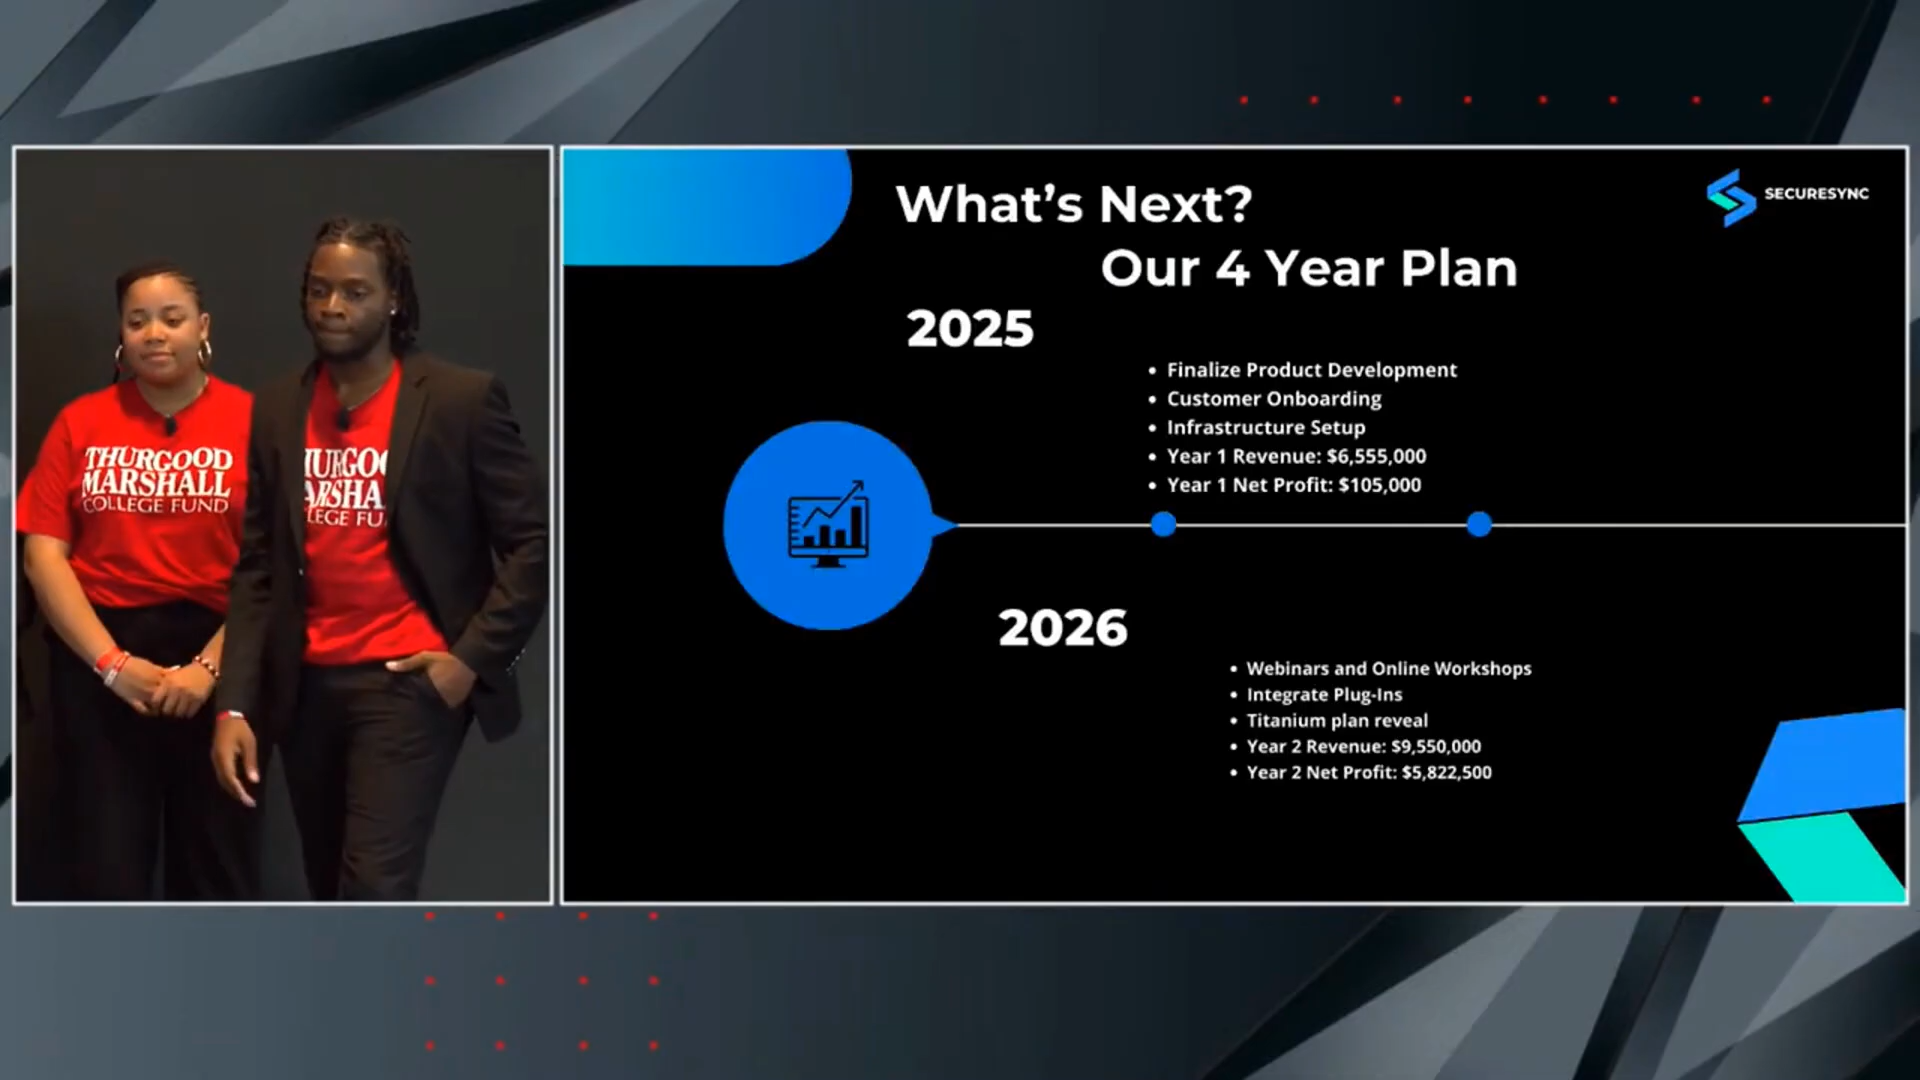 THURGOOD
MARSHALL
COLLEGE FUND
What's Next?
Our 4 Year Plan
SECURESYNC
2025
• Finalize Product Development
• Customer Onboarding
• Infrastructure Setup
• Year 1 Revenue: $6,555,000
• Year 1 Net Profit: $105,000
2026
• Webinars and Online Workshops
• Integrate Plug-Ins
• Titanium plan reveal
• Year 2 Revenue: $9,550,000
• Year 2 Net Profit: $5,822,500